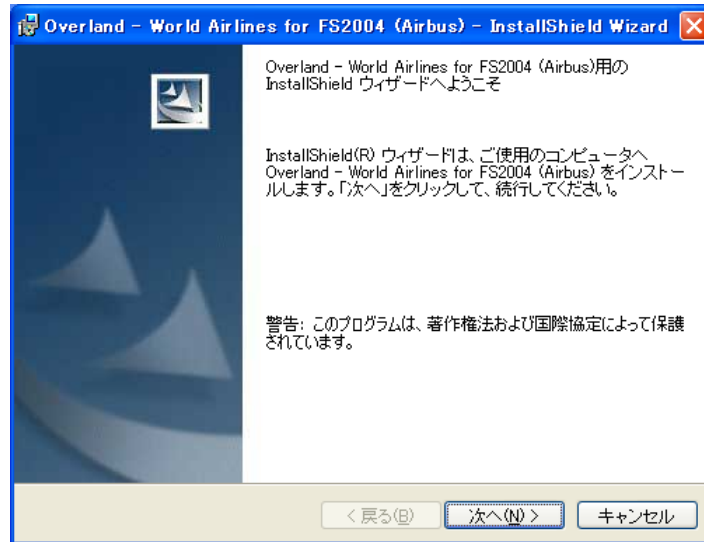 Overland - World Airlines for FS2004 (Airbus) - InstallShield Wizard
Overland - World Airlines for FS2004 (Airbus)用の
InstallShield ウィザードへようこそ
InstallShield(R) ウィザードは、ご使用のコンピュータへ
Overland - World Airlines for FS2004 (Airbus) をインストー
ルします。「次へ」をクリックして、続行してください。
警告: このプログラムは、著作権法および国際協定によって保護
されています。
< 戻る(B)
次へ(N) >
キャンセル